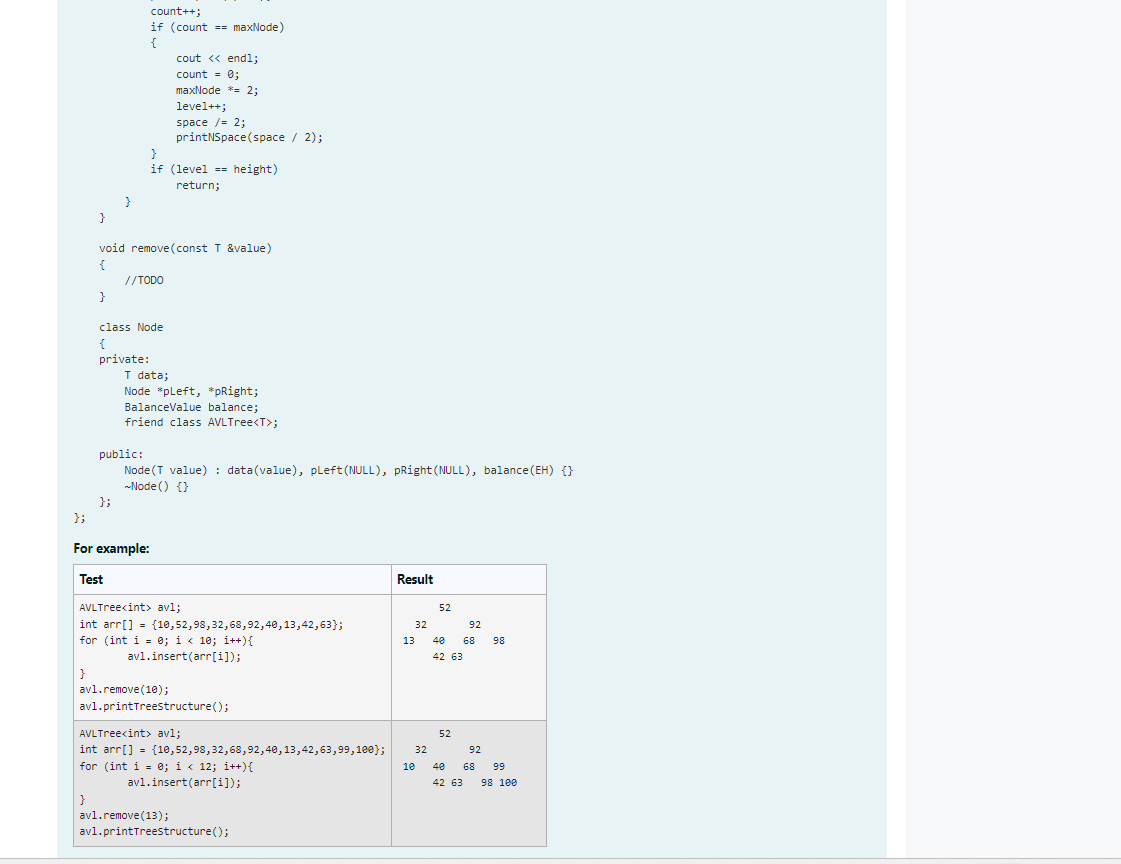 count++;
if (count == maxNode)
{
cout << endl;
count = 0;
maxNode *= 2;
level++;
space /= 2;
printNSpace(space / 2);
}
if (level == height)
return;
}
}
void remove(const T &value)
{
//TODO
}
class Node
{
private:
T data;
Node *pLeft, *pRight;
BalanceValue balance;
friend class AVLTree<T>;
public:
Node(T value) : data(value), pLeft(NULL), pRight(NULL), balance(EH) {}
~Node() {}
};
};
For example:
Test Result
AVLTree<int> avl;
int arr[] = {10,52,98,32,68,92,40,13,42,63};
for (int i = 0; i < 10; i++){
avl.insert(arr[i]);
}
avl.remove(10);
avl.printTreeStructure();
52
32 92
13 40 68 98
42 63
AVLTree<int> avl;
int arr[] = {10,52,98,32,68,92,40,13,42,63,99,100};
for (int i = 0; i < 12; i++){
avl.insert(arr[i]);
}
avl.remove(13);
avl.printTreeStructure();
52
32 92
10 40 68 99
42 63 98 100